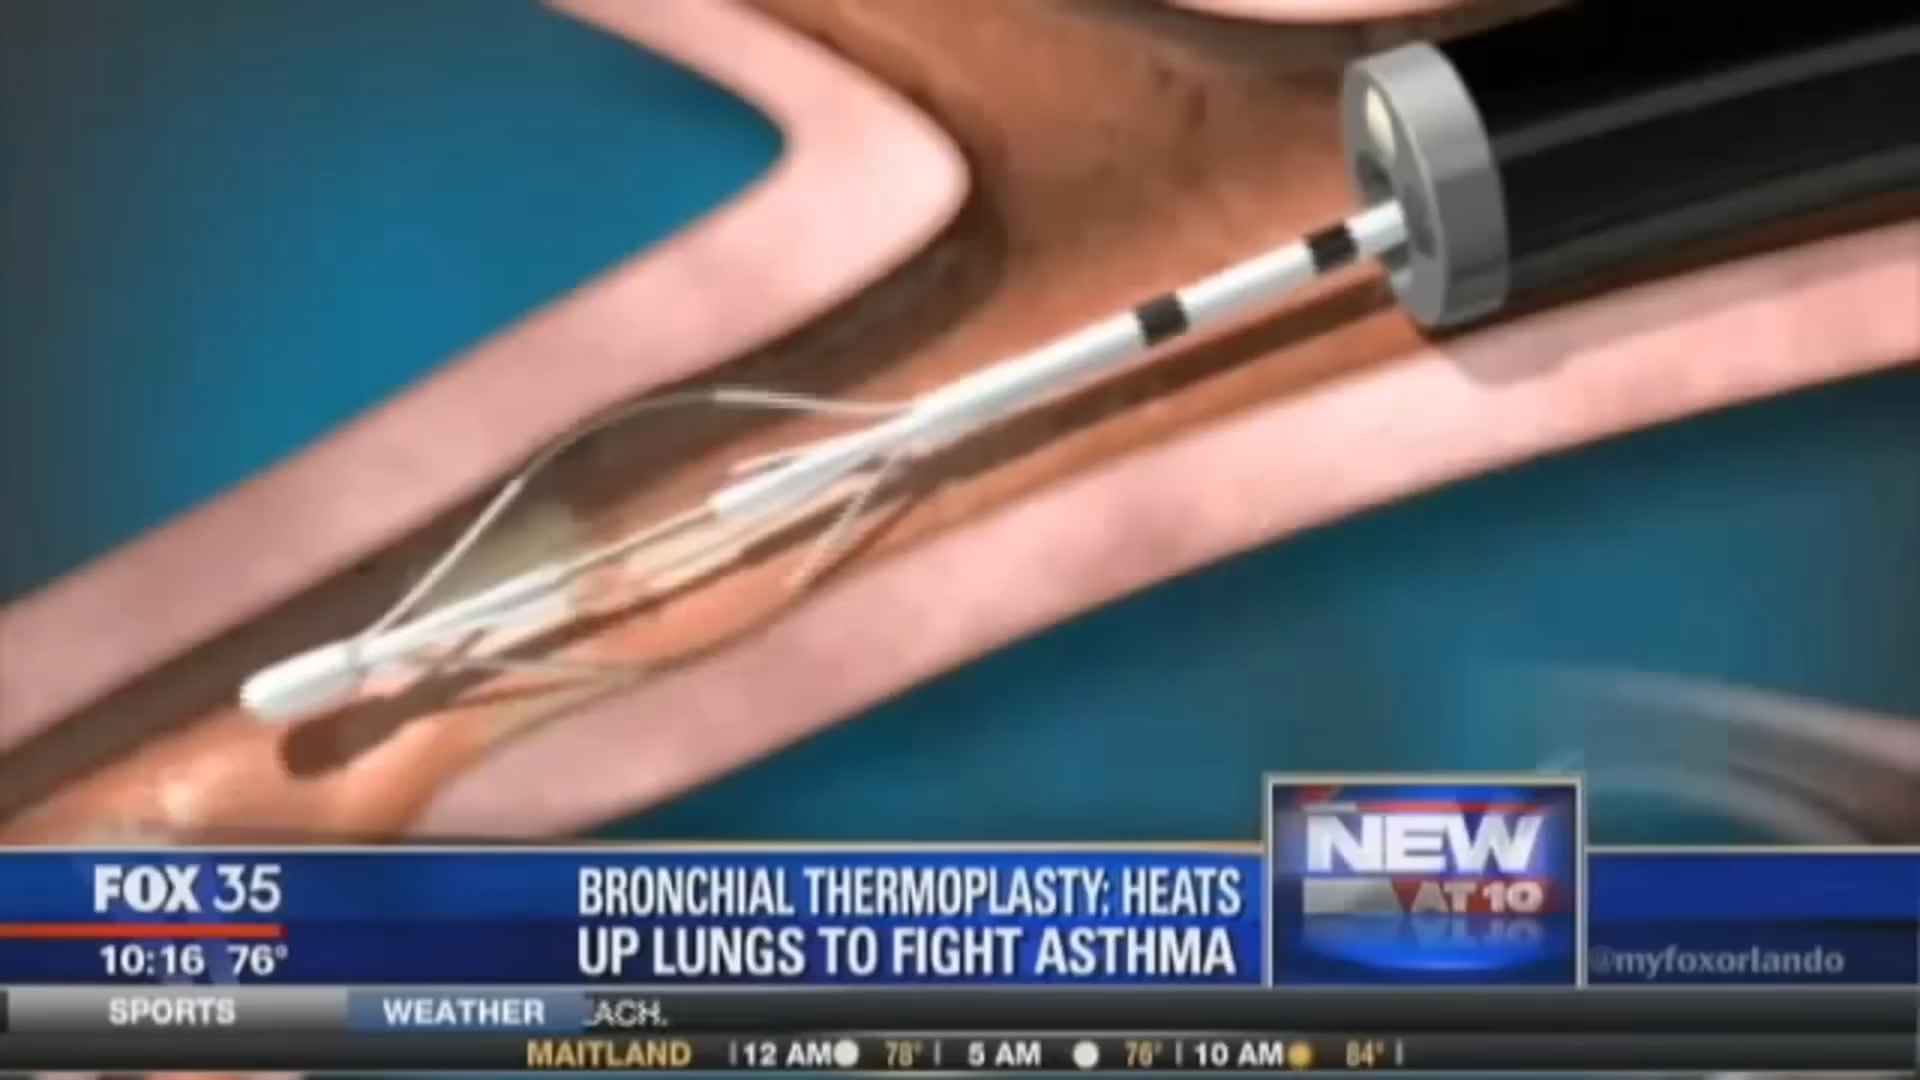 FOX 35
10:16 76°
BRONCHIAL THERMOPLASTY: HEATS
UP LUNGS TO FIGHT ASTHMA
NEW
AT 10
@myfoxorlando
SPORTS WEATHER ACH.
MAITLAND 12 AM 78° 5 AM 76° 10 AM 84°